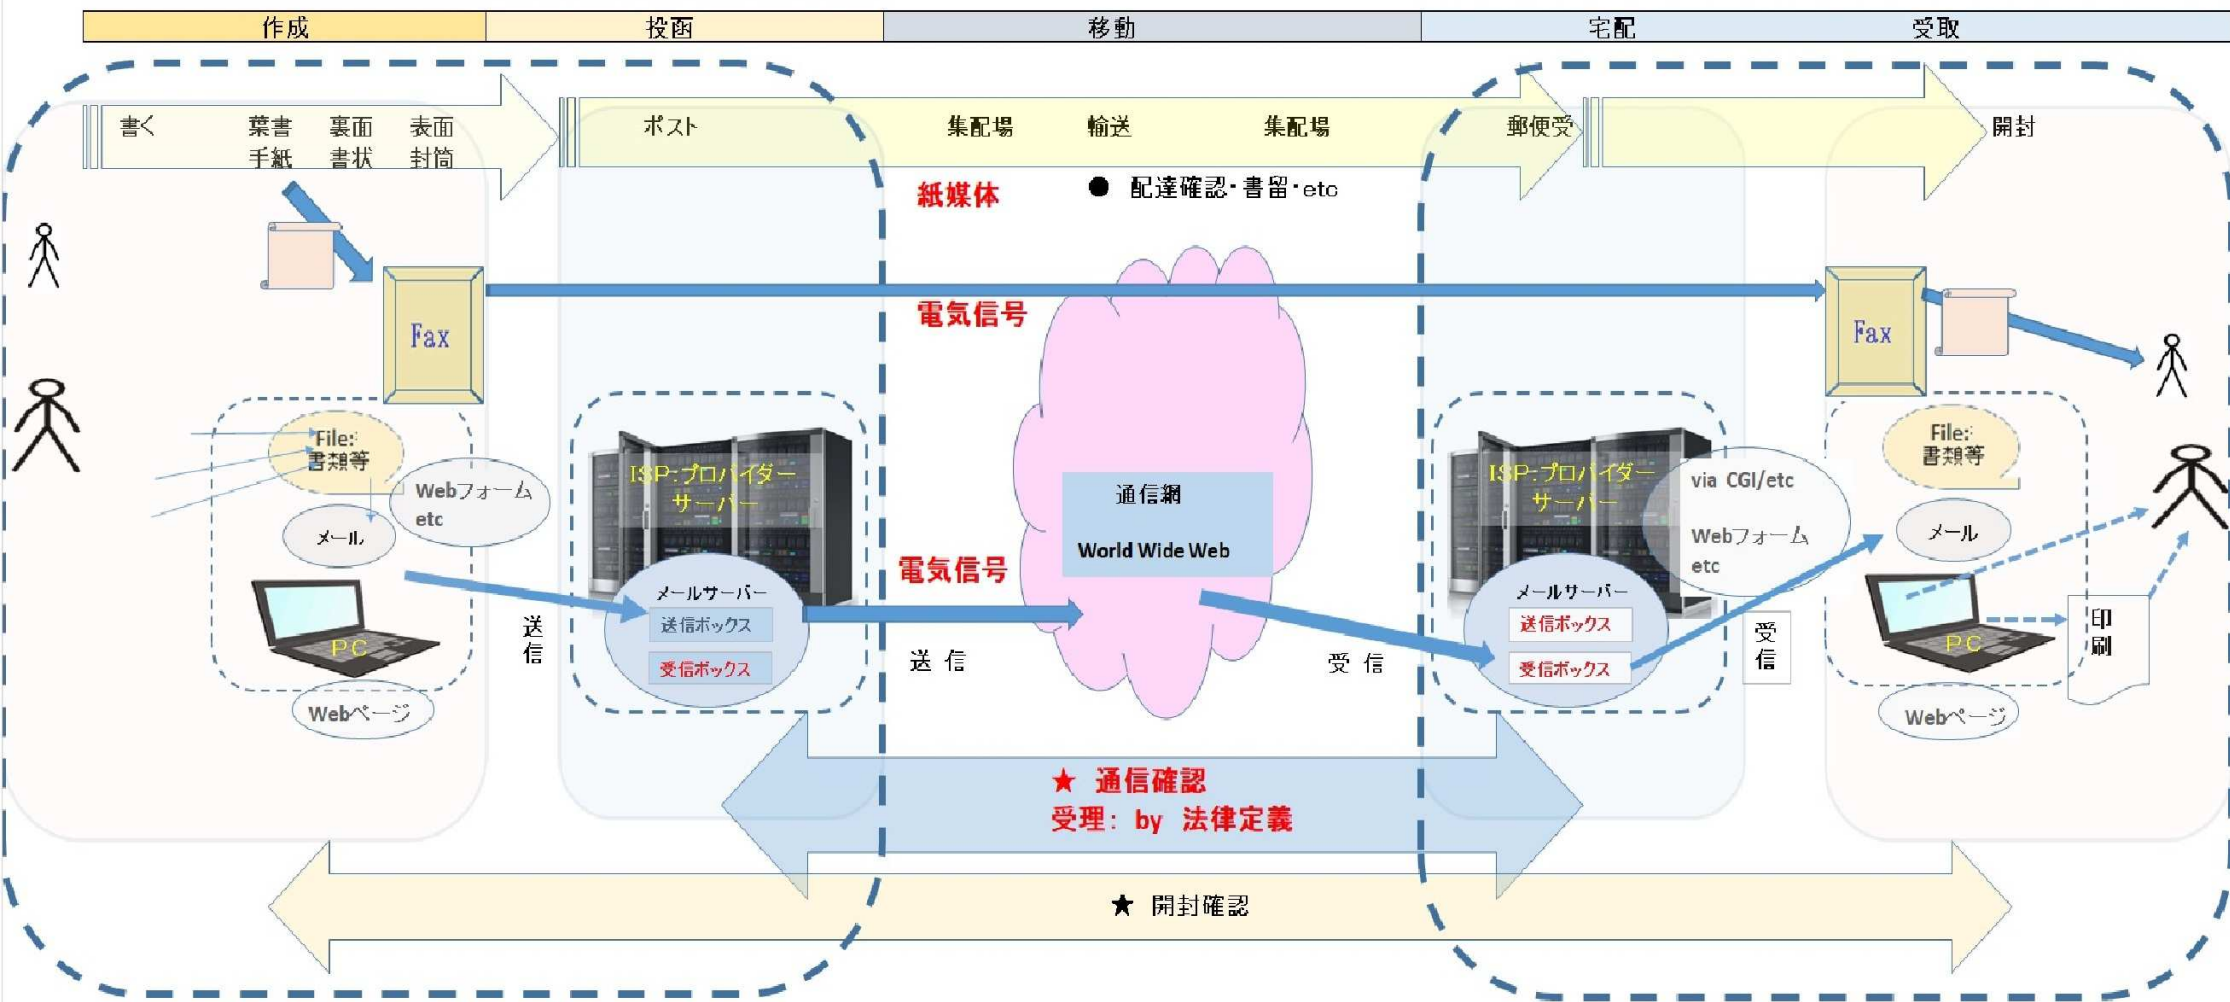 作成
投函
移動
宅配
受取
書く
葉書 裏面 表面
手紙 書状 封筒
ポスト
集配場
輸送
集配場
郵便受
開封
紙媒体
● 配達確認・書留・etc
Fax
電気信号
Fax
File:
書類等
Webフォーム
etc
メール
PC
Webページ
送信
ISP:プロバイダー
サーバー
メールサーバー
送信ボックス
受信ボックス
電気信号
送信
通信網
World Wide Web
受信
ISP:プロバイダー
サーバー
メールサーバー
送信ボックス
受信ボックス
via CGI/etc
Webフォーム
etc
受信
File:
書類等
メール
PC
印刷
Webページ
★ 通信確認
受理: by 法律定義
★ 開封確認